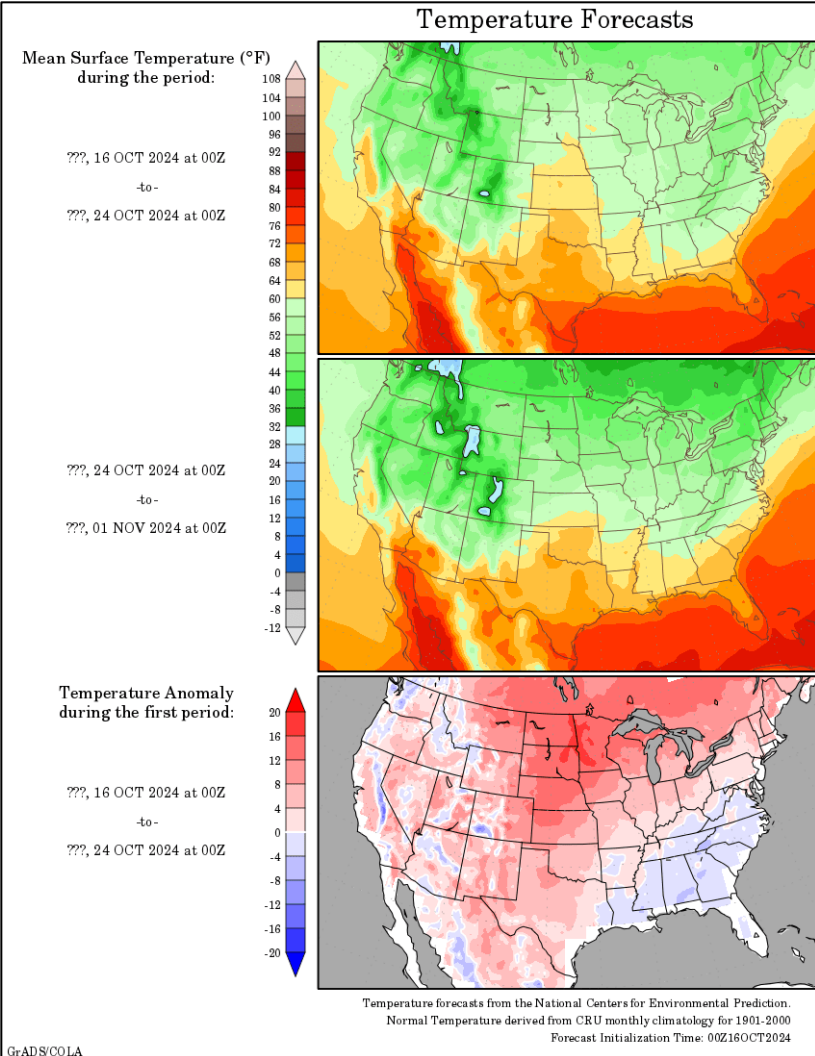 Temperature Forecasts
Mean Surface Temperature (°F)
during the period:
???, 16 OCT 2024 at 00Z
-to-
???, 24 OCT 2024 at 00Z
108
104
100
96
92
88
84
80
76
72
68
64
60
56
52
48
44
40
36
32
28
24
20
16
12
8
4
0
-4
-8
-12
???, 24 OCT 2024 at 00Z
-to-
???, 01 NOV 2024 at 00Z
Temperature Anomaly
during the first period:
???, 16 OCT 2024 at 00Z
-to-
???, 24 OCT 2024 at 00Z
20
16
12
8
4
0
-4
-8
-12
-16
-20
Temperature forecasts from the National Centers for Environmental Prediction.
Normal Temperature derived from CRU monthly climatology for 1901-2000
Forecast Initialization Time: 00Z16OCT2024
GrADS/COLA